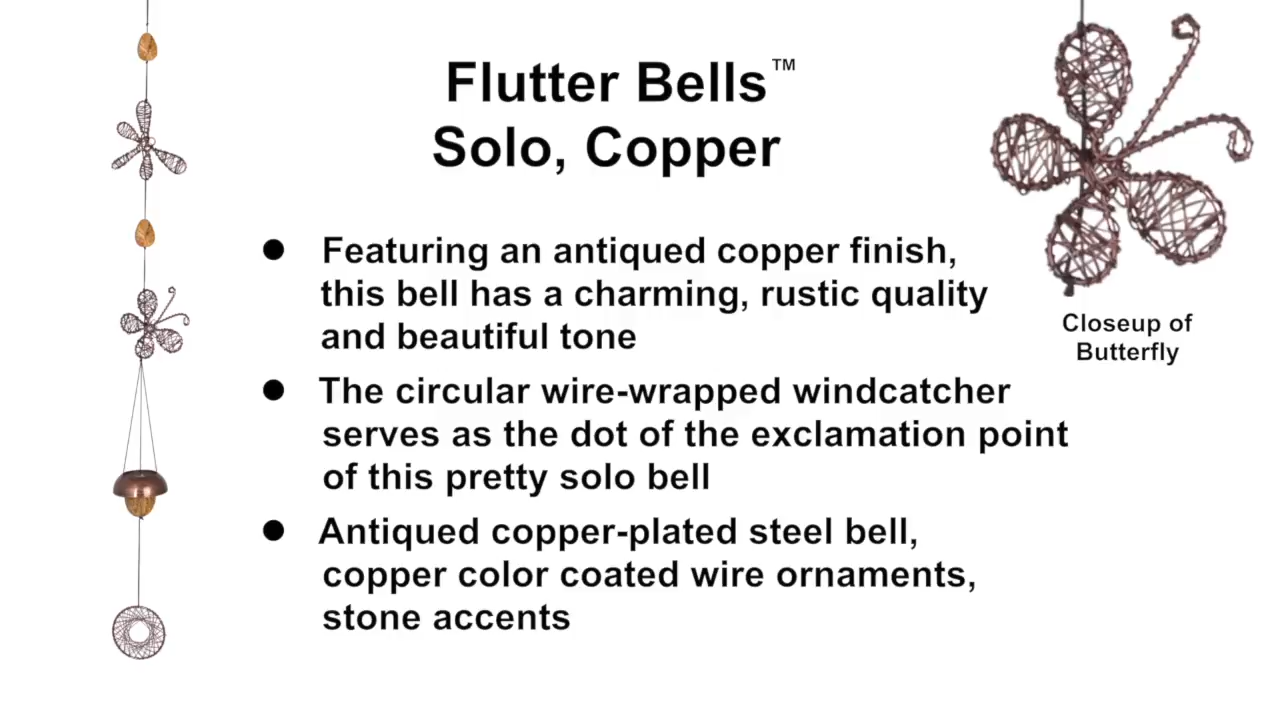 Flutter Bells™
Solo, Copper
● Featuring an antiqued copper finish,
this bell has a charming, rustic quality
and beautiful tone
● The circular wire-wrapped windcatcher
serves as the dot of the exclamation point
of this pretty solo bell
● Antiqued copper-plated steel bell,
copper color coated wire ornaments,
stone accents
Closeup of
Butterfly